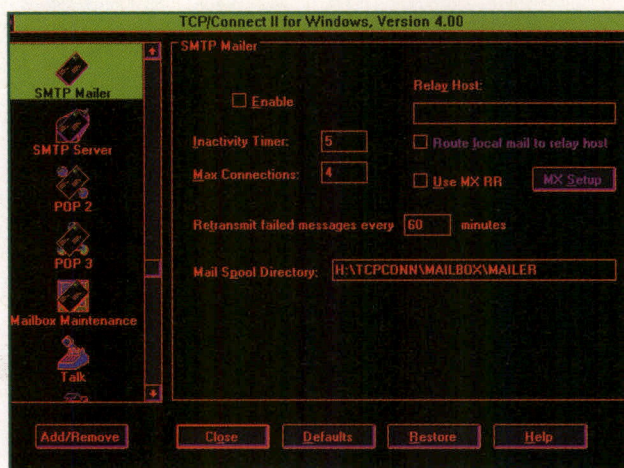 TCP/Connect II for Windows, Version 4.00
SMTP Mailer
SMTP Server
POP 2
POP 3
Mailbox Maintenance
Talk
SMTP Mailer
Enable
Relay Host:
Inactivity Timer: 5
Route local mail to relay host
Max Connections: 4
Use MX RR MX Setup
Retransmit failed messages every 60 minutes
Mail Spool Directory: H:\TCPCONN\MAILBOX\MAILER
Add/Remove Close Defaults Restore Help